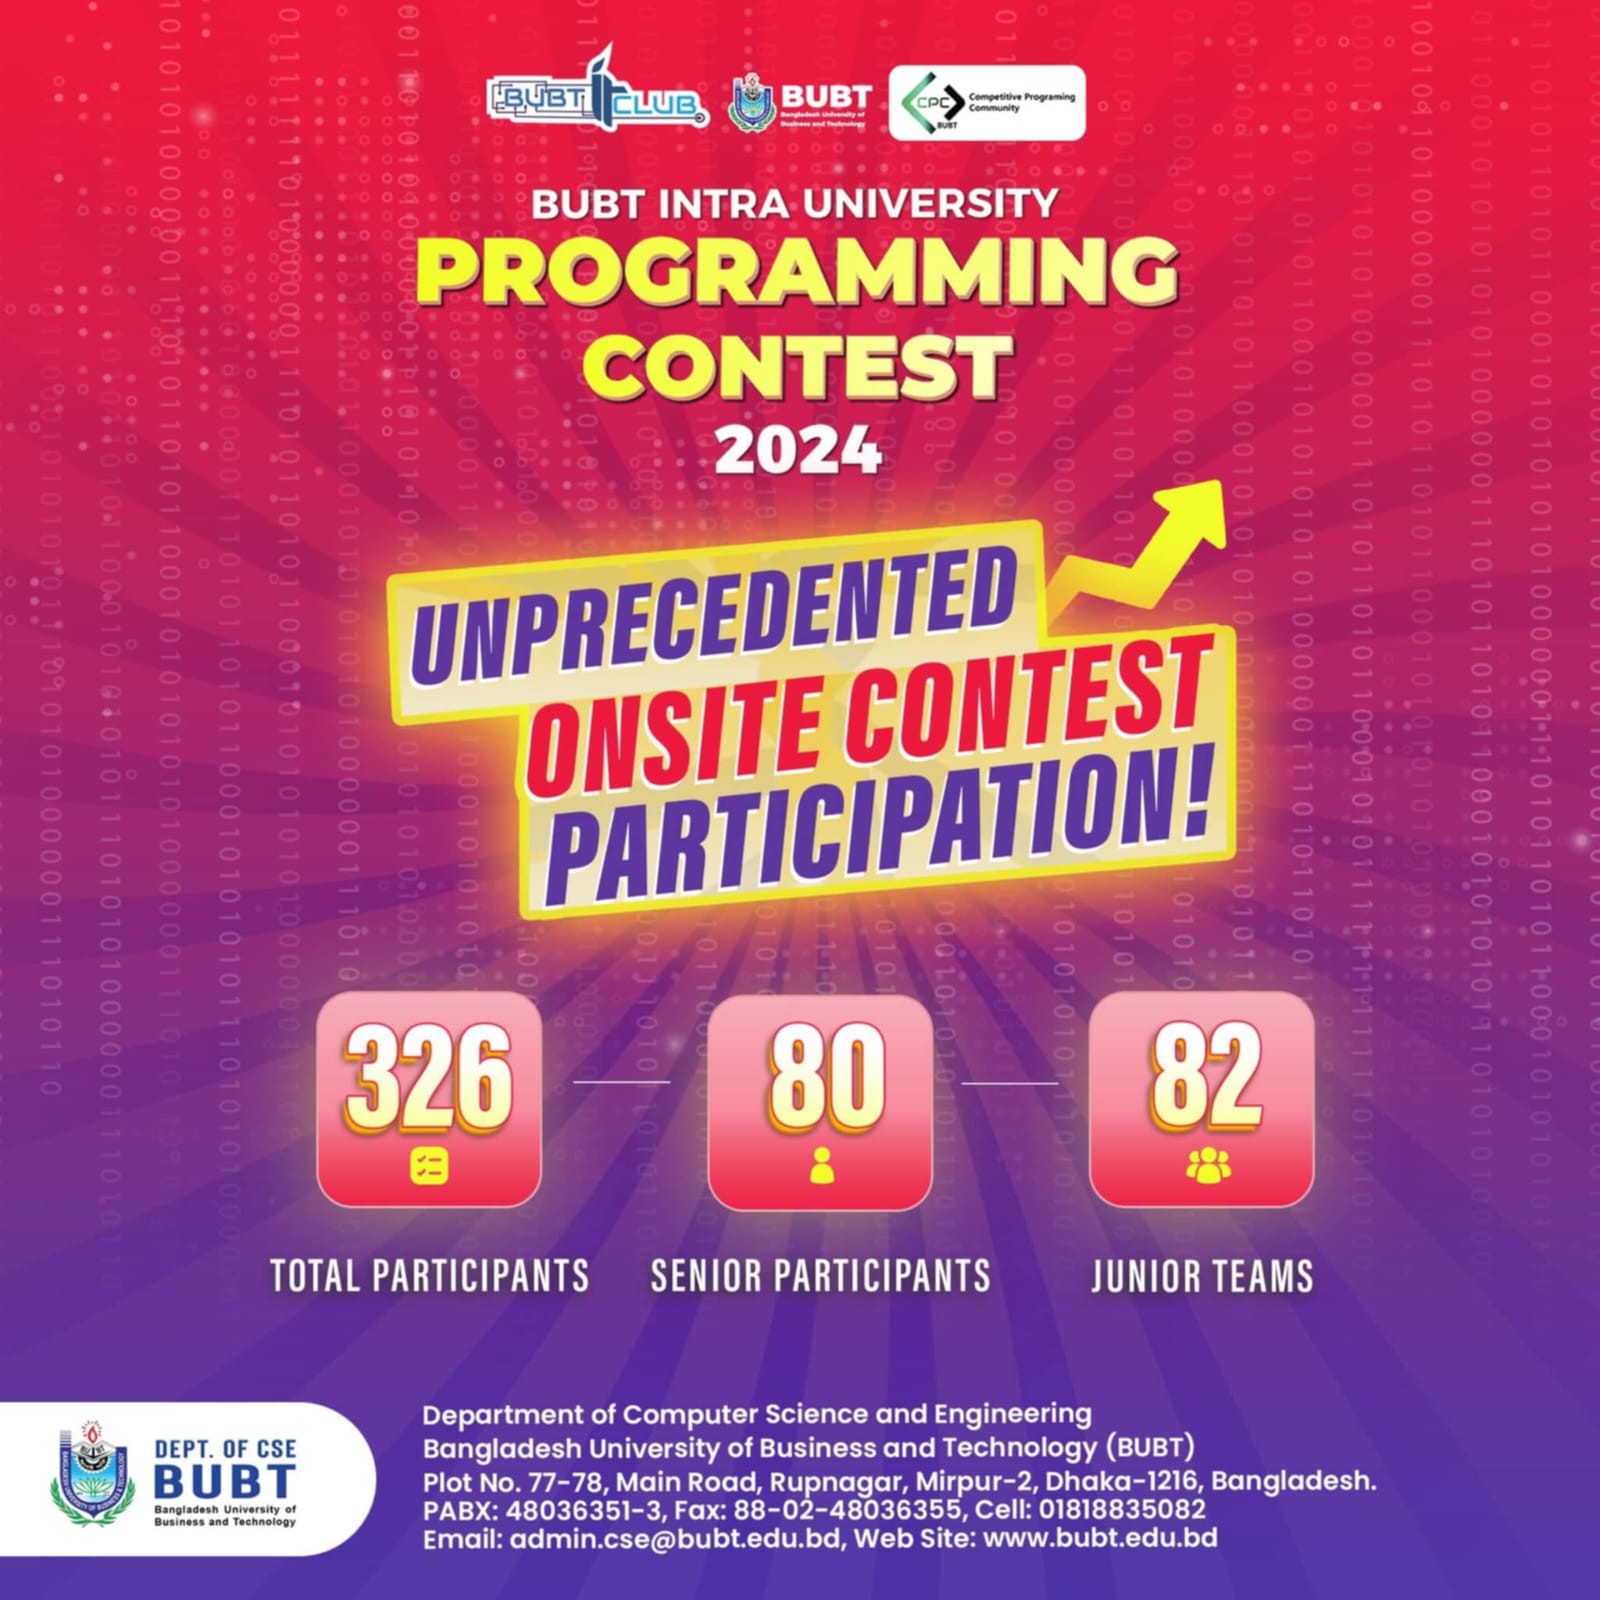 BUBT IT CLUB
BUBT
Bangladesh University of
Business and Technology
CPC
BUBT
Competitive Programing
Community
BUBT INTRA UNIVERSITY
PROGRAMMING
CONTEST
2024
UNPRECEDENTED
ONSITE CONTEST
PARTICIPATION!
326
80
82
TOTAL PARTICIPANTS
SENIOR PARTICIPANTS
JUNIOR TEAMS
DEPT. OF CSE
BUBT
Bangladesh University of
Business and Technology
Department of Computer Science and Engineering
Bangladesh University of Business and Technology (BUBT)
Plot No. 77-78, Main Road, Rupnagar, Mirpur-2, Dhaka-1216, Bangladesh.
PABX: 48036351-3, Fax: 88-02-48036355, Cell: 01818835082
Email: admin.cse@bubt.edu.bd, Web Site: www.bubt.edu.bd